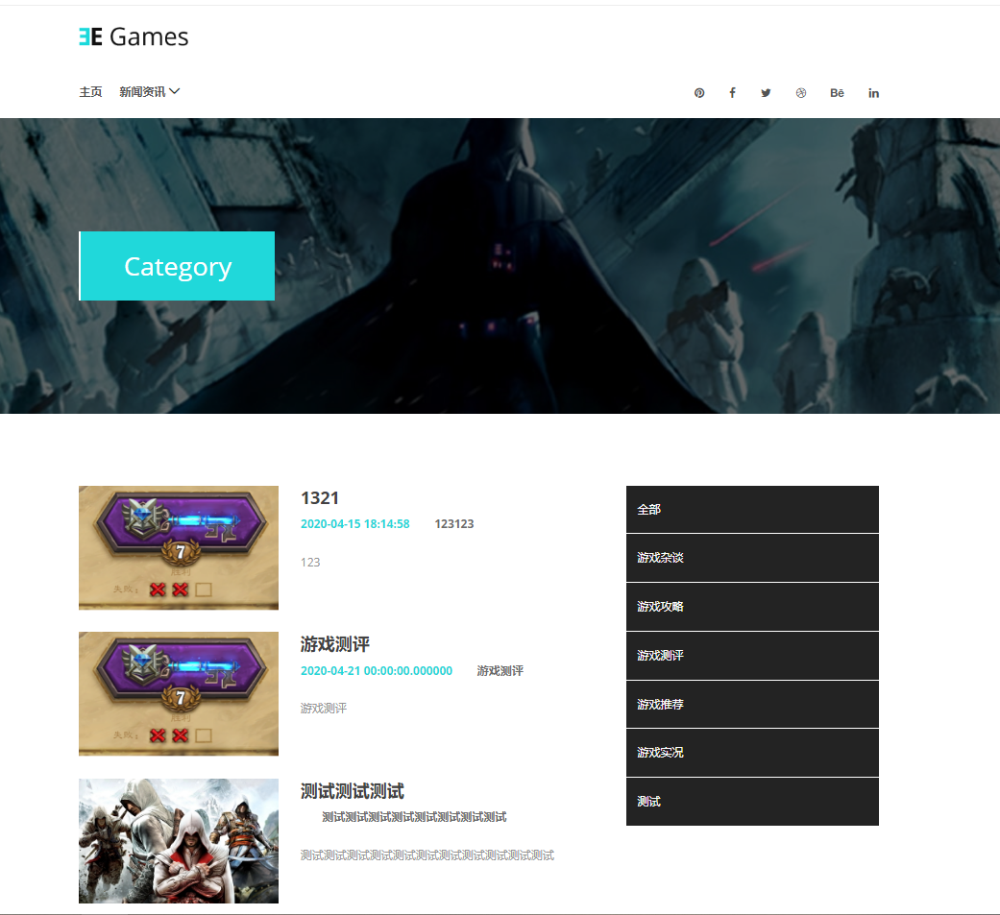 ƎE Games
主页 新闻资讯
Bē in
Category
1321
2020-04-15 18:14:58 123123
123
7
失败：
游戏测评
2020-04-21 00:00:00.000000 游戏测评
游戏测评
7
失败：
测试测试测试
测试测试测试测试测试测试测试测试
测试测试测试测试测试测试测试测试测试测试测试
全部
游戏杂谈
游戏攻略
游戏测评
游戏推荐
游戏实况
测试